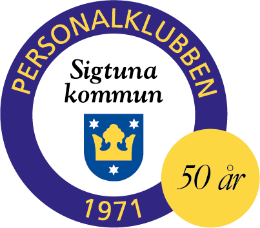 PERSONALKLUBBEN
Sigtuna
kommun
50 år
1971